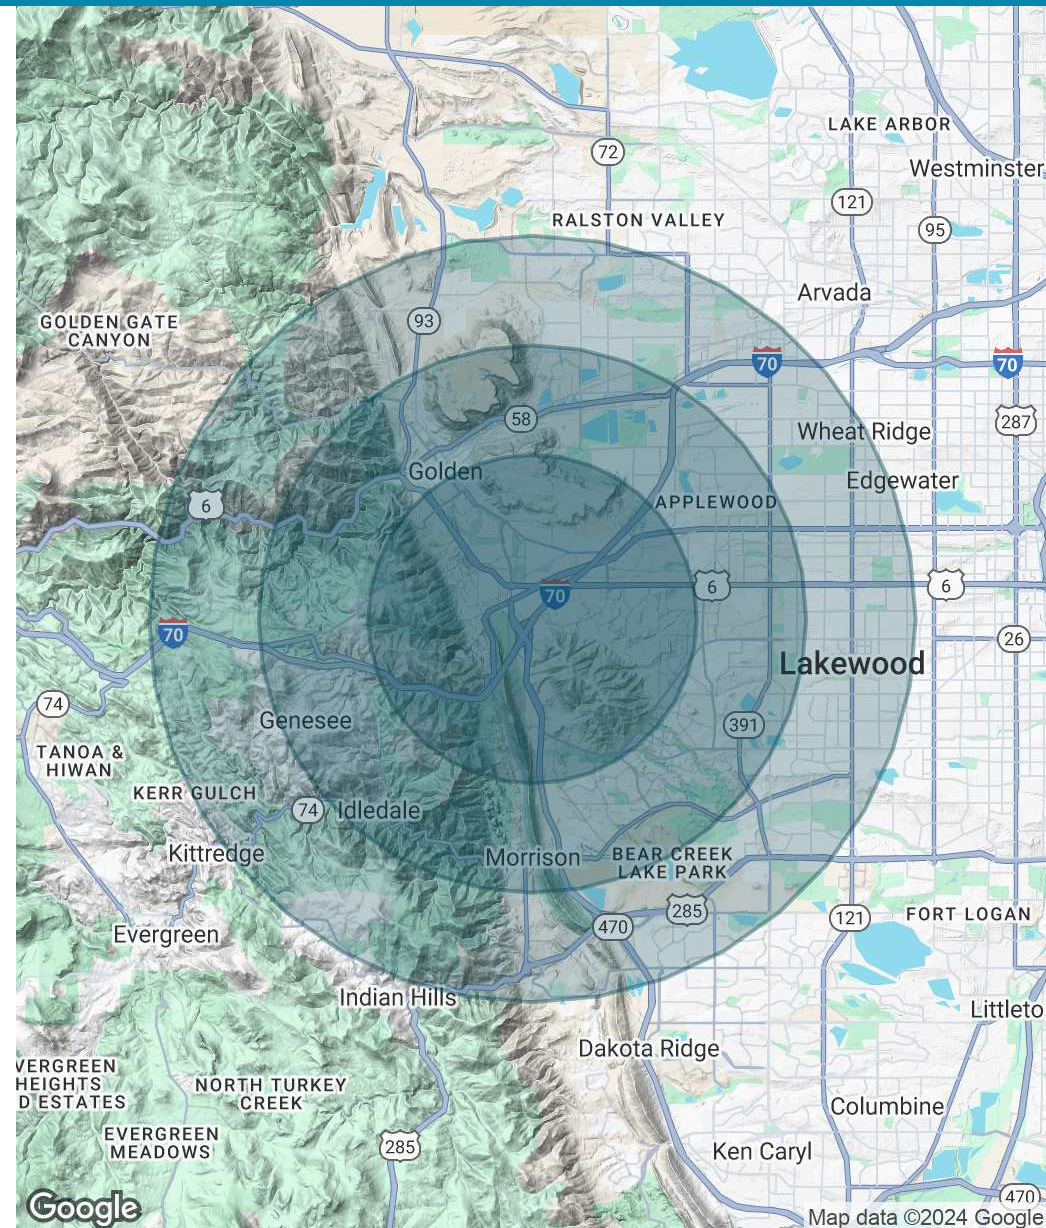 LAKE ARBOR
72
Westminster
121
RALSTON VALLEY
95
Arvada
GOLDEN GATE
CANYON
93
70
70
58
287
Wheat Ridge
Golden
Edgewater
6
APPLEWOOD
6
6
70
70
26
Lakewood
74
Genesee
391
TANOA &
HIWAN
KERR GULCH
74
Idledale
Kittredge
Morrison
BEAR CREEK
LAKE PARK
285
121
FORT LOGAN
470
Evergreen
Indian Hills
Littleto
Dakota Ridge
VERGREEN
HEIGHTS
D ESTATES
NORTH TURKEY
CREEK
Columbine
EVERGREEN
MEADOWS
285
Ken Caryl
470
Google
Map data ©2024 Google